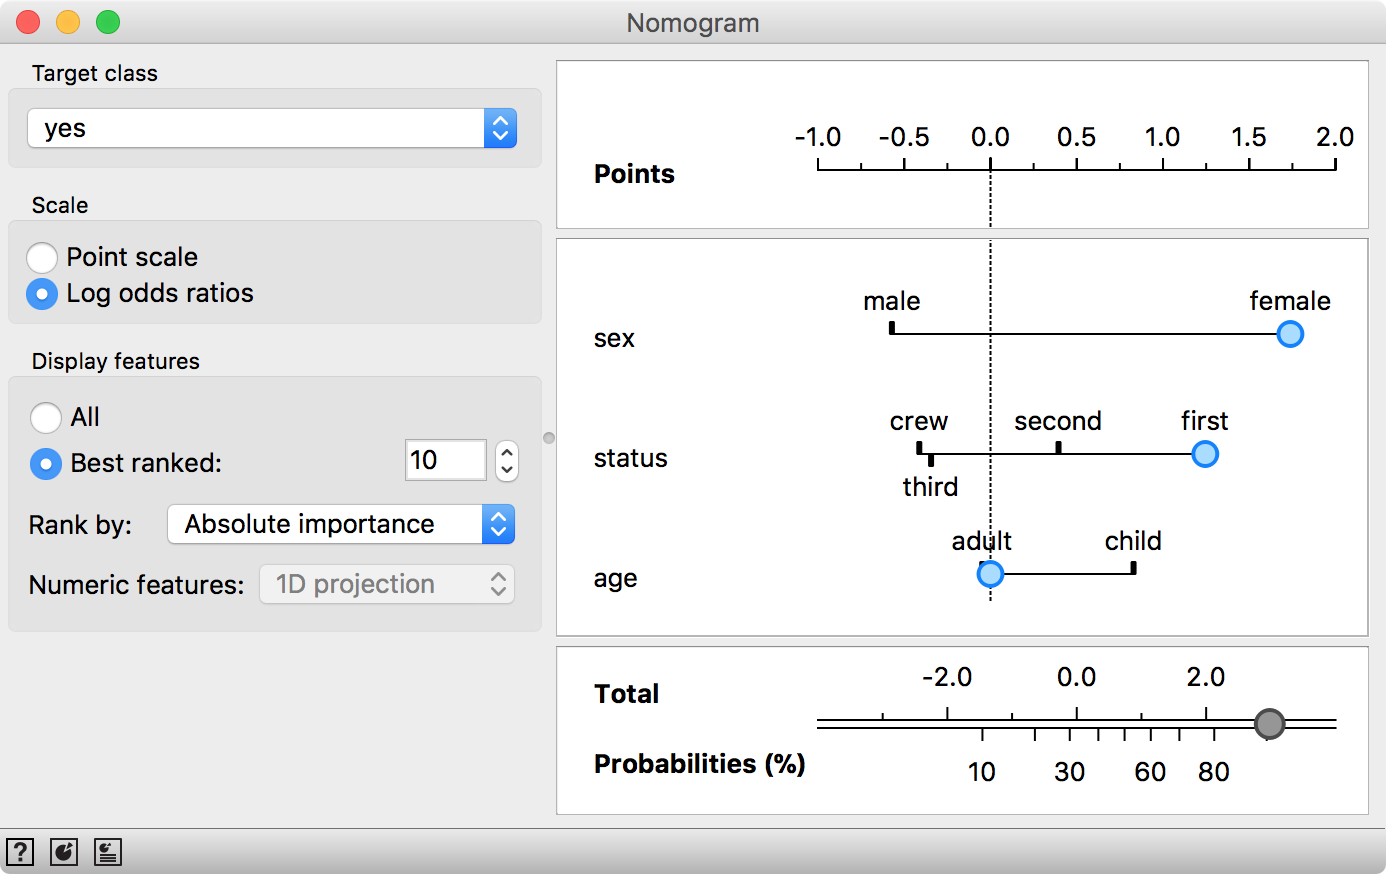 Nomogram
Target class
yes
Scale
Point scale
Log odds ratios
Display features
All
Best ranked: 10
Rank by: Absolute importance
Numeric features: 1D projection
-1.0 -0.5 0.0 0.5 1.0 1.5 2.0
Points
male female
sex
crew second first
status
third
adult child
age
-2.0 0.0 2.0
Total
Probabilities (%)
10 30 60 80
?